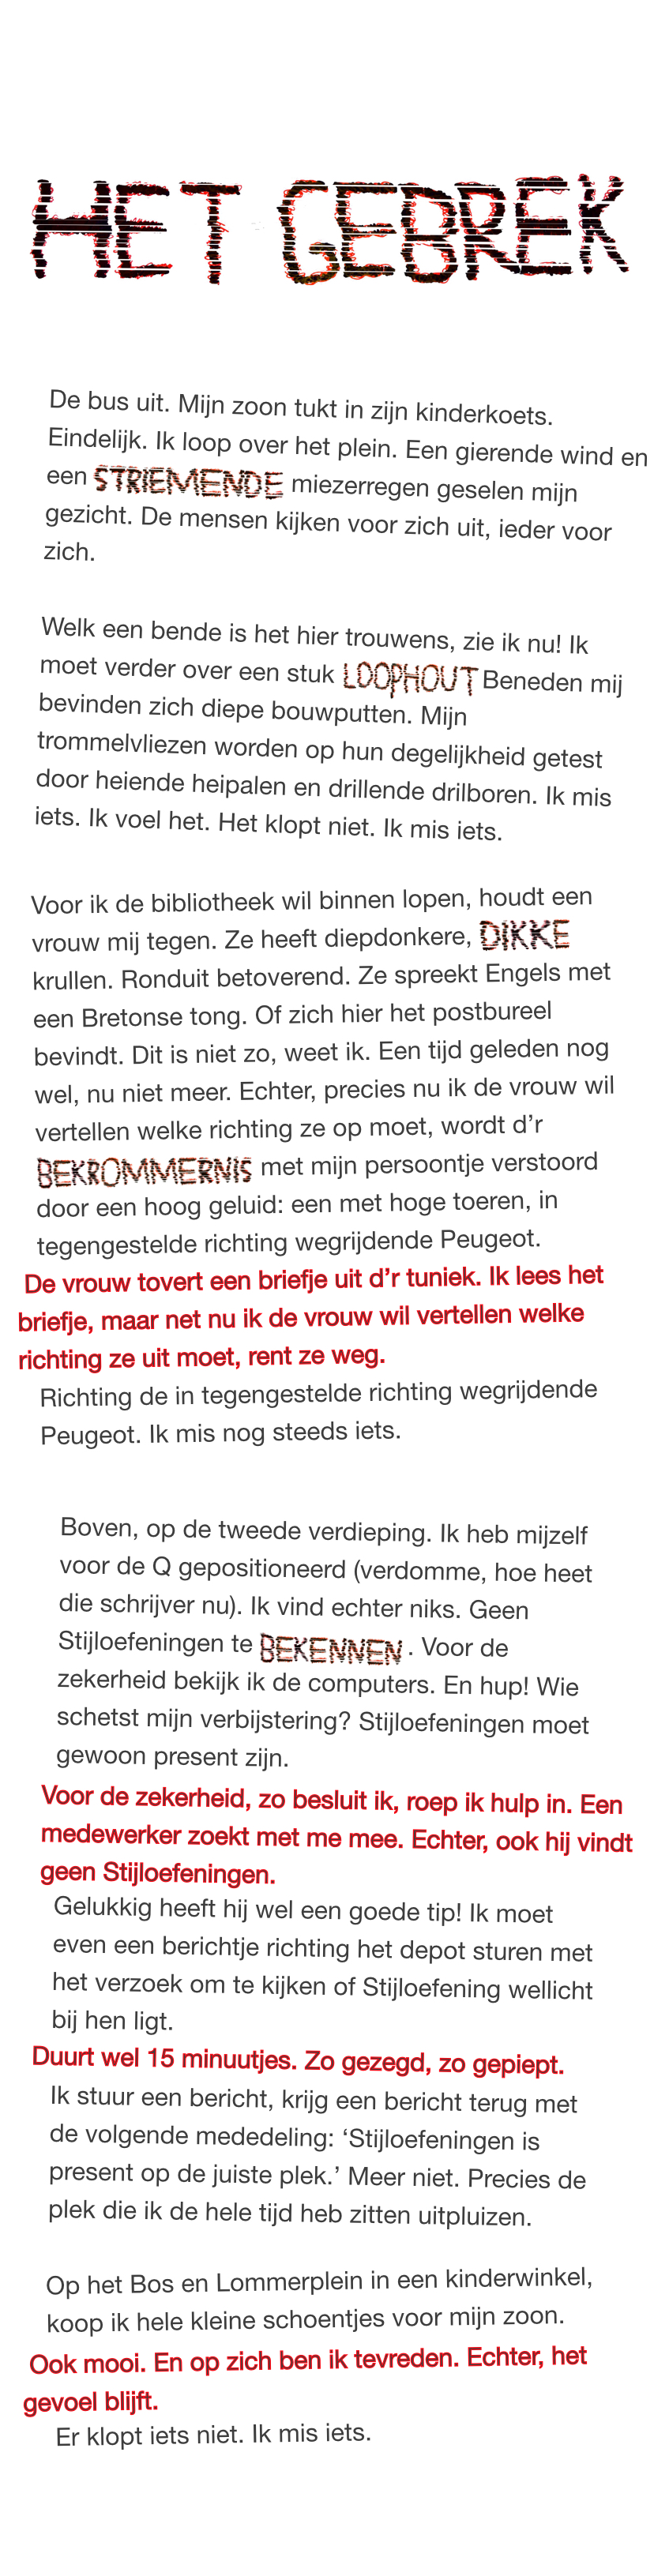 HET GEBREK
De bus uit. Mijn zoon tukt in zijn kinderkoets.
Eindelijk. Ik loop over het plein. Een gierende wind en
een STRIEMENDE miezerregen geselen mijn
gezicht. De mensen kijken voor zich uit, ieder voor
zich.
Welk een bende is het hier trouwens, zie ik nu! Ik
moet verder over een stuk LOOPHOUT Beneden mij
bevinden zich diepe bouwputten. Mijn
trommelvliezen worden op hun degelijkheid getest
door heiende heipalen en drillende drilboren. Ik mis
iets. Ik voel het. Het klopt niet. Ik mis iets.
Voor ik de bibliotheek wil binnen lopen, houdt een
vrouw mij tegen. Ze heeft diepdonkere, DIKKE
krullen. Ronduit betoverend. Ze spreekt Engels met
een Bretonse tong. Of zich hier het postbureel
bevindt. Dit is niet zo, weet ik. Een tijd geleden nog
wel, nu niet meer. Echter, precies nu ik de vrouw wil
vertellen welke richting ze op moet, wordt d’r
BEKROMMERNIS met mijn persoontje verstoord
door een hoog geluid: een met hoge toeren, in
tegengestelde richting wegrijdende Peugeot.
De vrouw tovert een briefje uit d’r tuniek. Ik lees het
briefje, maar net nu ik de vrouw wil vertellen welke
richting ze uit moet, rent ze weg.
Richting de in tegengestelde richting wegrijdende
Peugeot. Ik mis nog steeds iets.
Boven, op de tweede verdieping. Ik heb mijzelf
voor de Q gepositioneerd (verdomme, hoe heet
die schrijver nu). Ik vind echter niks. Geen
Stijloefeningen te BEKENNEN. Voor de
zekerheid bekijk ik de computers. En hup! Wie
schetst mijn verbijstering? Stijloefeningen moet
gewoon present zijn.
Voor de zekerheid, zo besluit ik, roep ik hulp in. Een
medewerker zoekt met me mee. Echter, ook hij vindt
geen Stijloefeningen.
Gelukkig heeft hij wel een goede tip! Ik moet
even een berichtje richting het depot sturen met
het verzoek om te kijken of Stijloefening wellicht
bij hen ligt.
Duurt wel 15 minuutjes. Zo gezegd, zo gepiept.
Ik stuur een bericht, krijg een bericht terug met
de volgende mededeling: ‘Stijloefeningen is
present op de juiste plek.’ Meer niet. Precies de
plek die ik de hele tijd heb zitten uitpluizen.
Op het Bos en Lommerplein in een kinderwinkel,
koop ik hele kleine schoentjes voor mijn zoon.
Ook mooi. En op zich ben ik tevreden. Echter, het
gevoel blijft.
Er klopt iets niet. Ik mis iets.